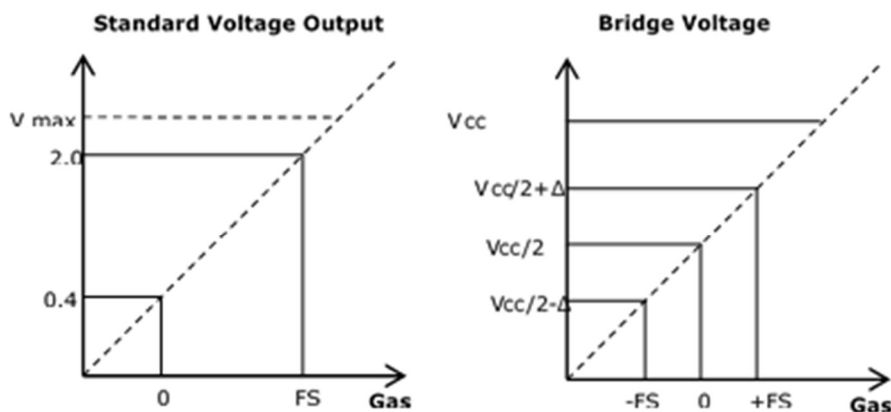 Standard Voltage Output
V max
2.0
0.4
0
FS
Gas
Bridge Voltage
Vcc
Vcc/2+Δ
Vcc/2
Vcc/2-Δ
-FS
0
+FS
Gas